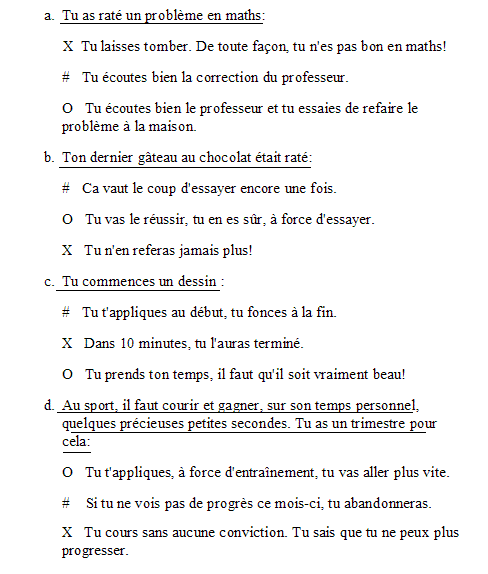 a. Tu as raté un problème en maths:
X Tu laisses tomber. De toute façon, tu n'es pas bon en maths!
# Tu écoutes bien la correction du professeur.
O Tu écoutes bien le professeur et tu essaies de refaire le
problème à la maison.
b. Ton dernier gâteau au chocolat était raté:
# Ca vaut le coup d'essayer encore une fois.
O Tu vas le réussir, tu en es sûr, à force d'essayer.
X Tu n'en referas jamais plus!
c. Tu commences un dessin :
# Tu t'appliques au début, tu fonces à la fin.
X Dans 10 minutes, tu l'auras terminé.
O Tu prends ton temps, il faut qu'il soit vraiment beau!
d. Au sport, il faut courir et gagner, sur son temps personnel,
quelques précieuses petites secondes. Tu as un trimestre pour
cela:
O Tu t'appliques, à force d'entraînement, tu vas aller plus vite.
# Si tu ne vois pas de progrès ce mois-ci, tu abandonneras.
X Tu cours sans aucune conviction. Tu sais que tu ne peux plus
progresser.